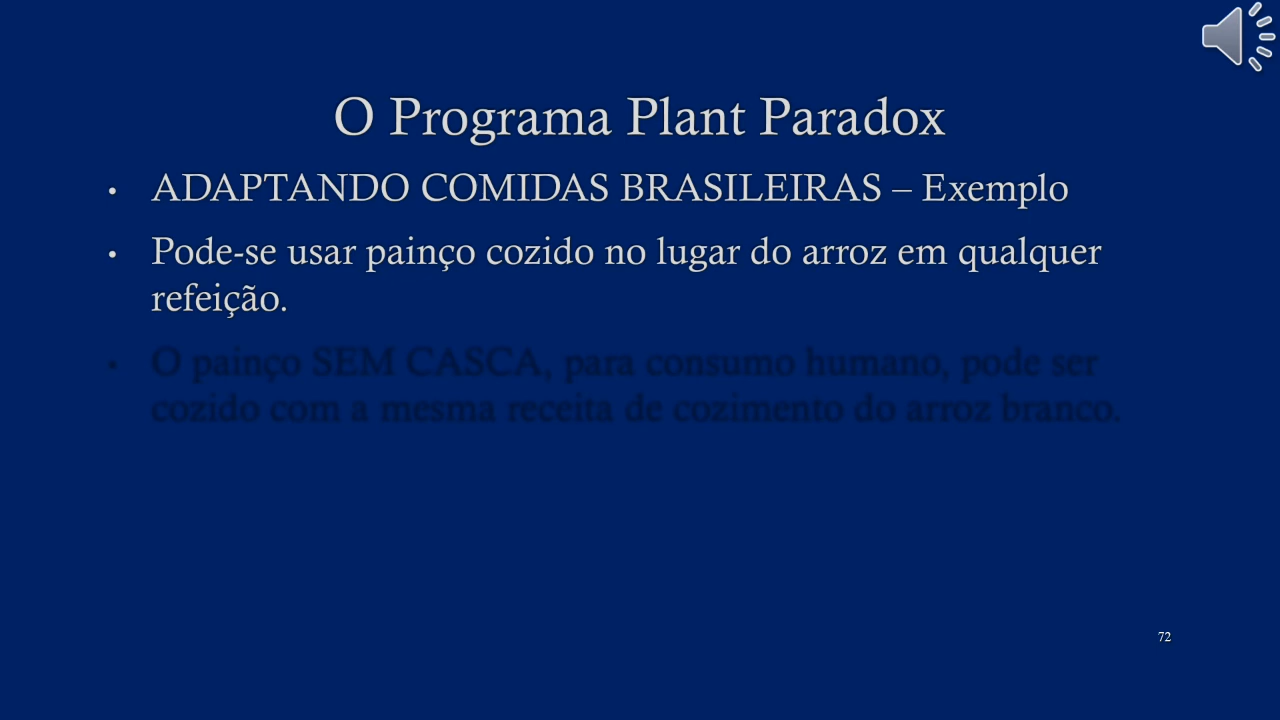 O Programa Plant Paradox
• ADAPTANDO COMIDAS BRASILEIRAS – Exemplo
• Pode-se usar painço cozido no lugar do arroz em qualquer
refeição.
• O painço SEM CASCA, para consumo humano, pode ser
cozido com a mesma receita de cozimento do arroz branco.
72